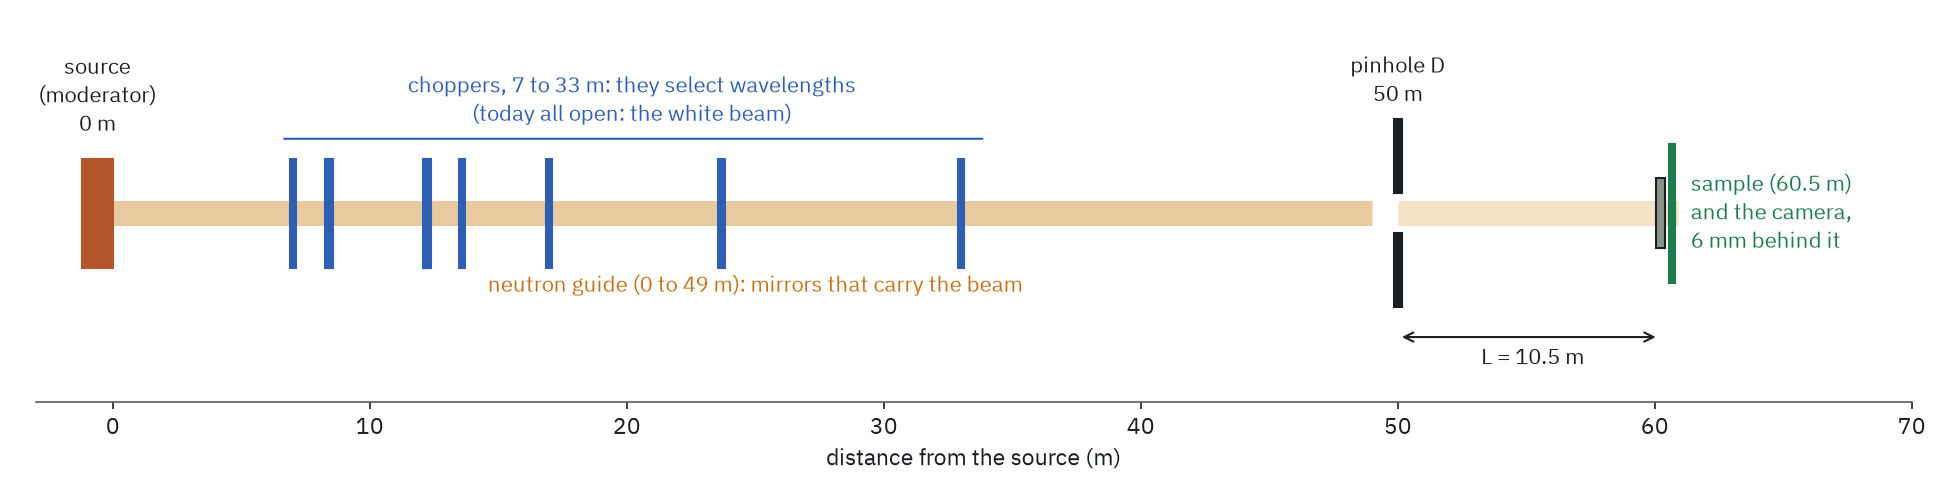 source
(moderator)
0 m
choppers, 7 to 33 m: they select wavelengths
(today all open: the white beam)
pinhole D
50 m
sample (60.5 m)
and the camera,
6 mm behind it
neutron guide (0 to 49 m): mirrors that carry the beam
L = 10.5 m
0 10 20 30 40 50 60 70
distance from the source (m)